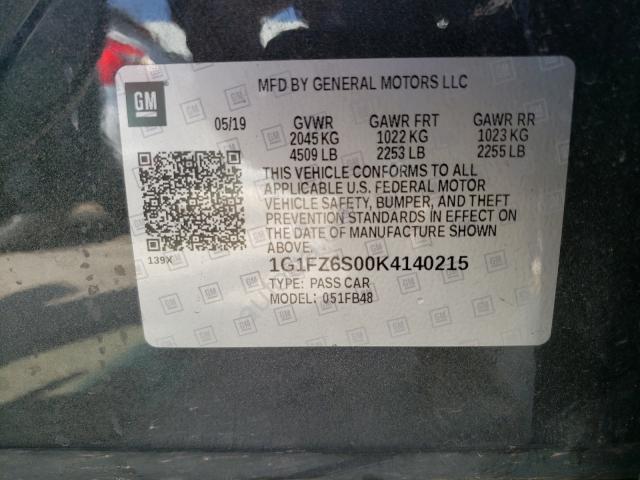 GM
MFD BY GENERAL MOTORS LLC
05/19 GVWR GAWR FRT GAWR RR
2045 KG 1022 KG 1023 KG
4509 LB 2253 LB 2255 LB
THIS VEHICLE CONFORMS TO ALL
APPLICABLE U.S. FEDERAL MOTOR
VEHICLE SAFETY, BUMPER, AND THEFT
PREVENTION STANDARDS IN EFFECT ON
THE DATE OF MANUFACTURE SHOWN
ABOVE.
139X
1G1FZ6S00K4140215
TYPE: PASS CAR
MODEL: 051FB48